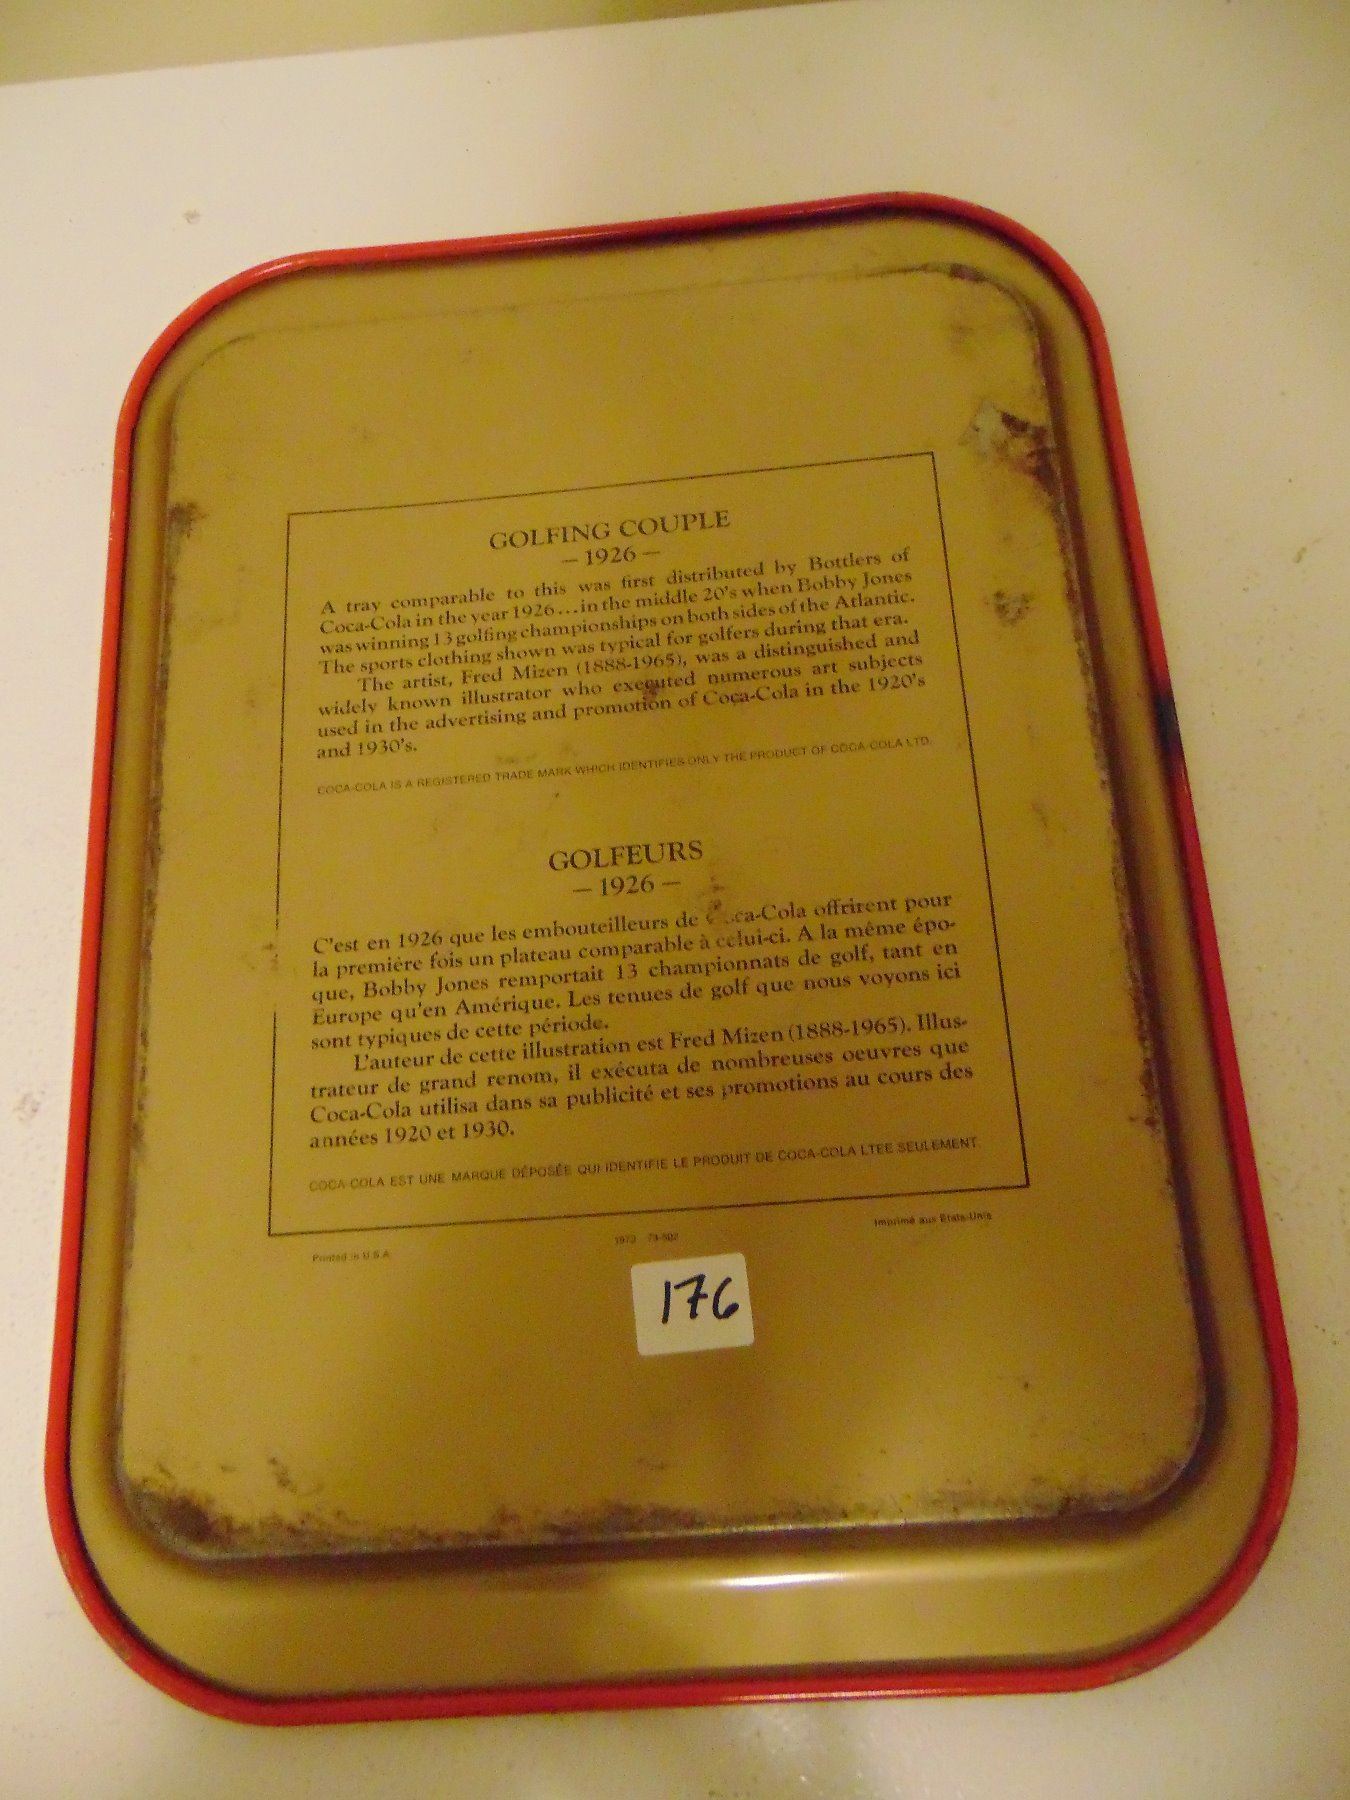 GOLFING COUPLE
– 1926 –
A tray comparable to this was first distributed by Bottlers of
Coca-Cola in the year 1926...in the middle 20's when Bobby Jones
was winning 13 golfing championships on both sides of the Atlantic.
The sports clothing shown was typical for golfers during that era.
The artist, Fred Mizen (1888-1965), was a distinguished and
widely known illustrator who executed numerous art subjects
used in the advertising and promotion of Coca-Cola in the 1920's
and 1930's.
COCA-COLA IS A REGISTERED TRADE MARK WHICH IDENTIFIES ONLY THE PRODUCT OF COCA-COLA LTD.
GOLFEURS
– 1926 –
C'est en 1926 que les embouteilleurs de Coca-Cola offrirent pour
la première fois un plateau comparable à celui-ci. A la même épo-
que, Bobby Jones remportait 13 championnats de golf, tant en
Europe qu'en Amérique. Les tenues de golf que nous voyons ici
sont typiques de cette période.
L'auteur de cette illustration est Fred Mizen (1888-1965). Illus-
trateur de grand renom, il exécuta de nombreuses oeuvres que
Coca-Cola utilisa dans sa publicité et ses promotions au cours des
années 1920 et 1930.
COCA-COLA EST UNE MARQUE DÉPOSÉE QUI IDENTIFIE LE PRODUIT DE COCA-COLA LTEE SEULEMENT.
Printed in U.S.A. 1973 Imprimé aux Etats-Unis
176